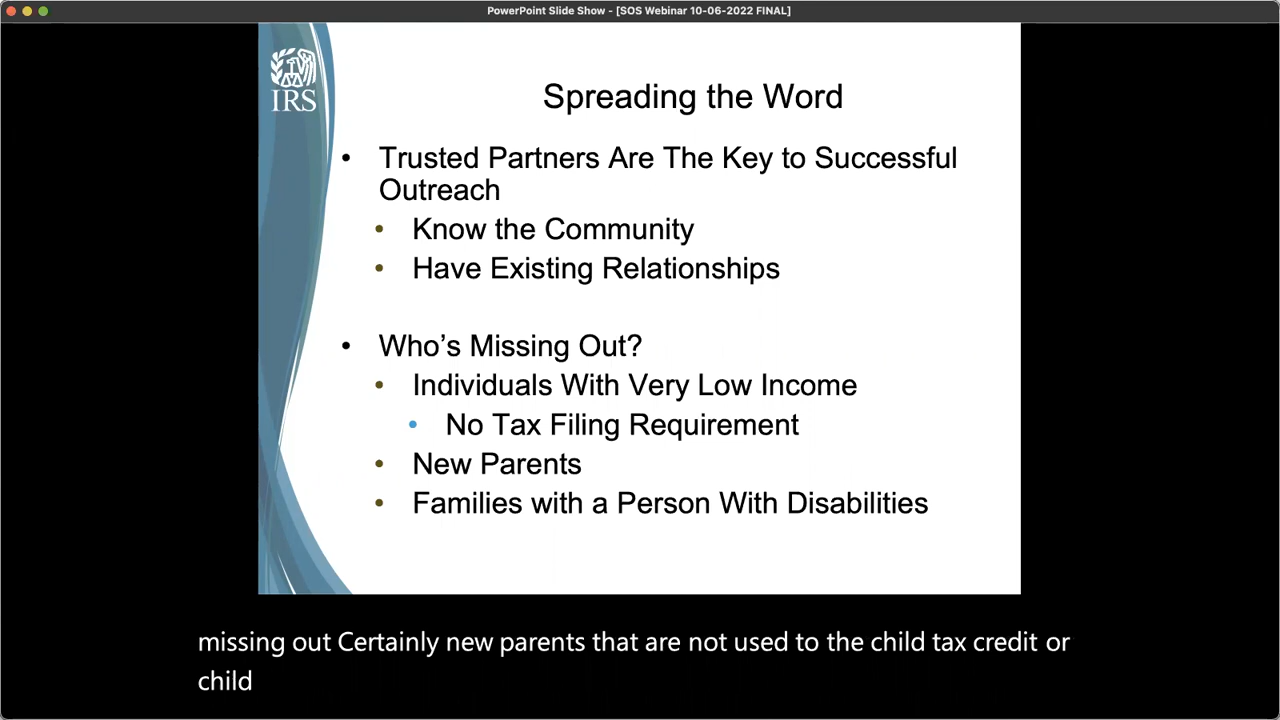 PowerPoint Slide Show - [SOS Webinar 10-06-2022 FINAL]
IRS
Spreading the Word
• Trusted Partners Are The Key to Successful
Outreach
• Know the Community
• Have Existing Relationships
• Who’s Missing Out?
• Individuals With Very Low Income
• No Tax Filing Requirement
• New Parents
• Families with a Person With Disabilities
missing out Certainly new parents that are not used to the child tax credit or
child